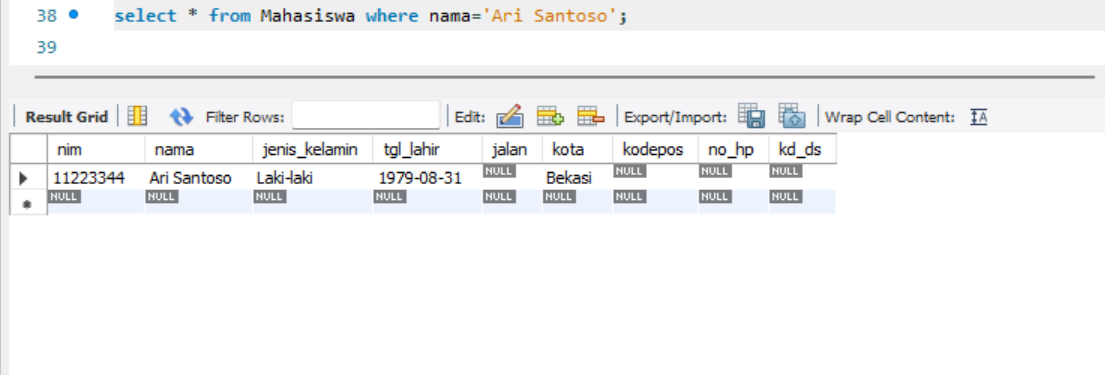 38 select * from Mahasiswa where nama='Ari Santoso';
39
Result Grid Filter Rows: Edit: Export/Import: Wrap Cell Content: IA
nim nama jenis_kelamin tgl_lahir jalan kota kodepos no_hp kd_ds
11223344 Ari Santoso Laki-laki 1979-08-31 NULL Bekasi NULL NULL NULL
NULL NULL NULL NULL NULL NULL NULL NULL NULL